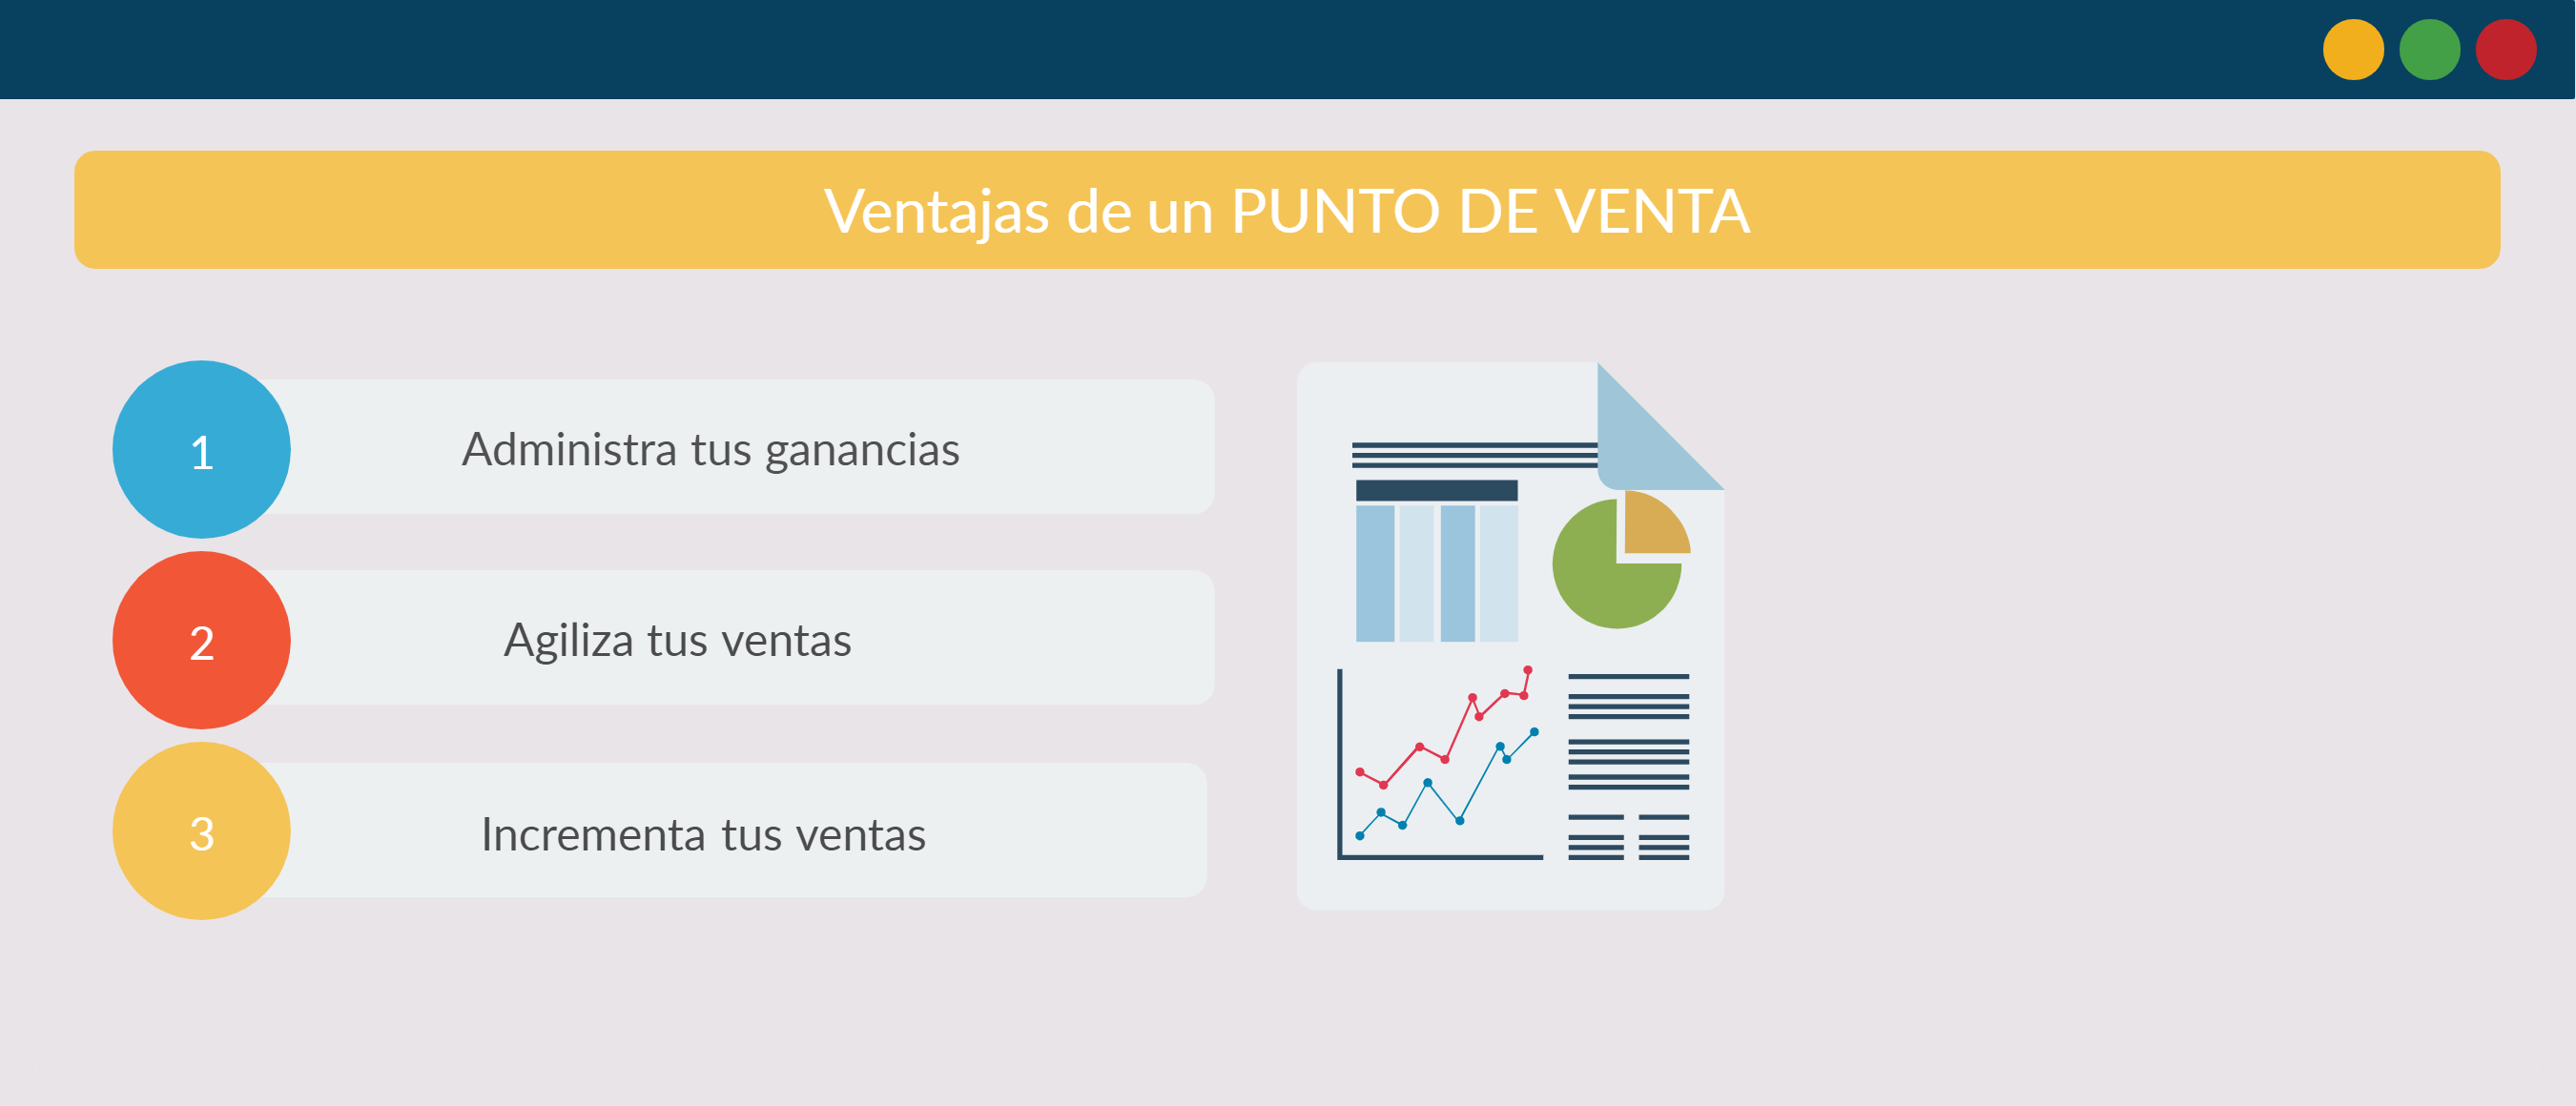 Ventajas de un PUNTO DE VENTA
1
Administra tus ganancias
2
Agiliza tus ventas
3
Incrementa tus ventas